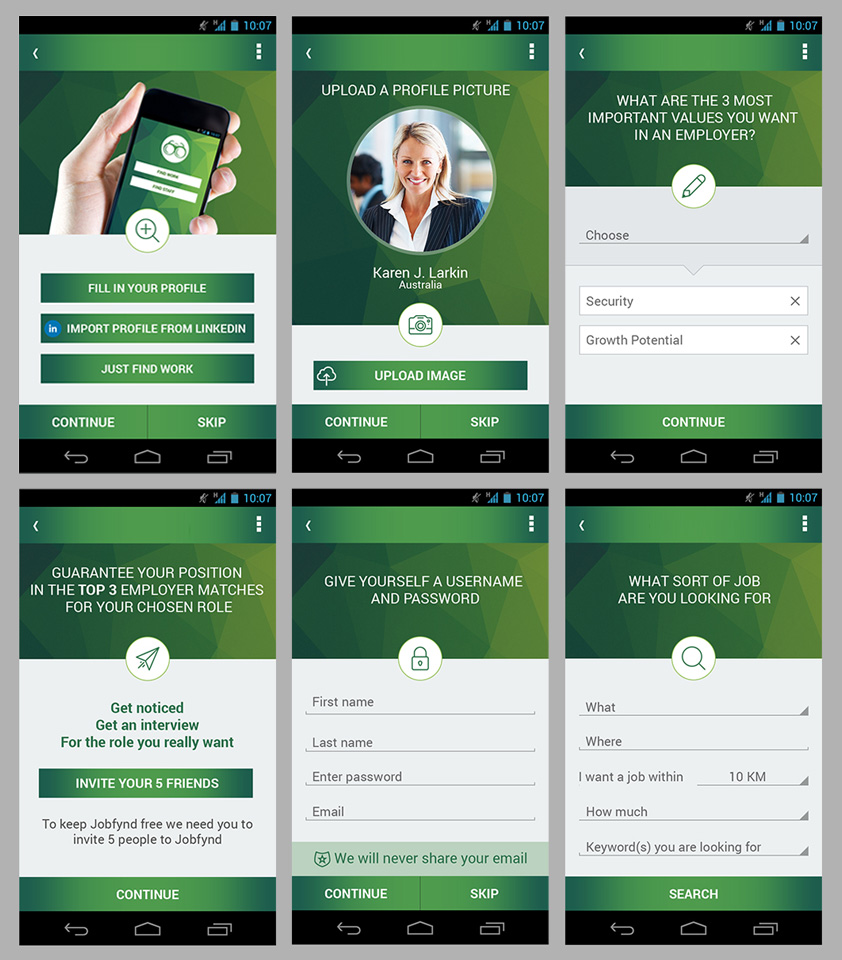 H 10:07
FIND WORK
FIND STAFF
FILL IN YOUR PROFILE
in IMPORT PROFILE FROM LINKEDIN
JUST FIND WORK
CONTINUE SKIP
H 10:07
UPLOAD A PROFILE PICTURE
Karen J. Larkin
Australia
UPLOAD IMAGE
CONTINUE SKIP
H 10:07
WHAT ARE THE 3 MOST
IMPORTANT VALUES YOU WANT
IN AN EMPLOYER?
Choose
Security
Growth Potential
CONTINUE
H 10:07
GUARANTEE YOUR POSITION
IN THE TOP 3 EMPLOYER MATCHES
FOR YOUR CHOSEN ROLE
Get noticed
Get an interview
For the role you really want
INVITE YOUR 5 FRIENDS
To keep Jobfynd free we need you to
invite 5 people to Jobfynd
CONTINUE
H 10:07
GIVE YOURSELF A USERNAME
AND PASSWORD
First name
Last name
Enter password
Email
We will never share your email
CONTINUE SKIP
H 10:07
WHAT SORT OF JOB
ARE YOU LOOKING FOR
What
Where
I want a job within 10 KM
How much
Keyword(s) you are looking for
SEARCH